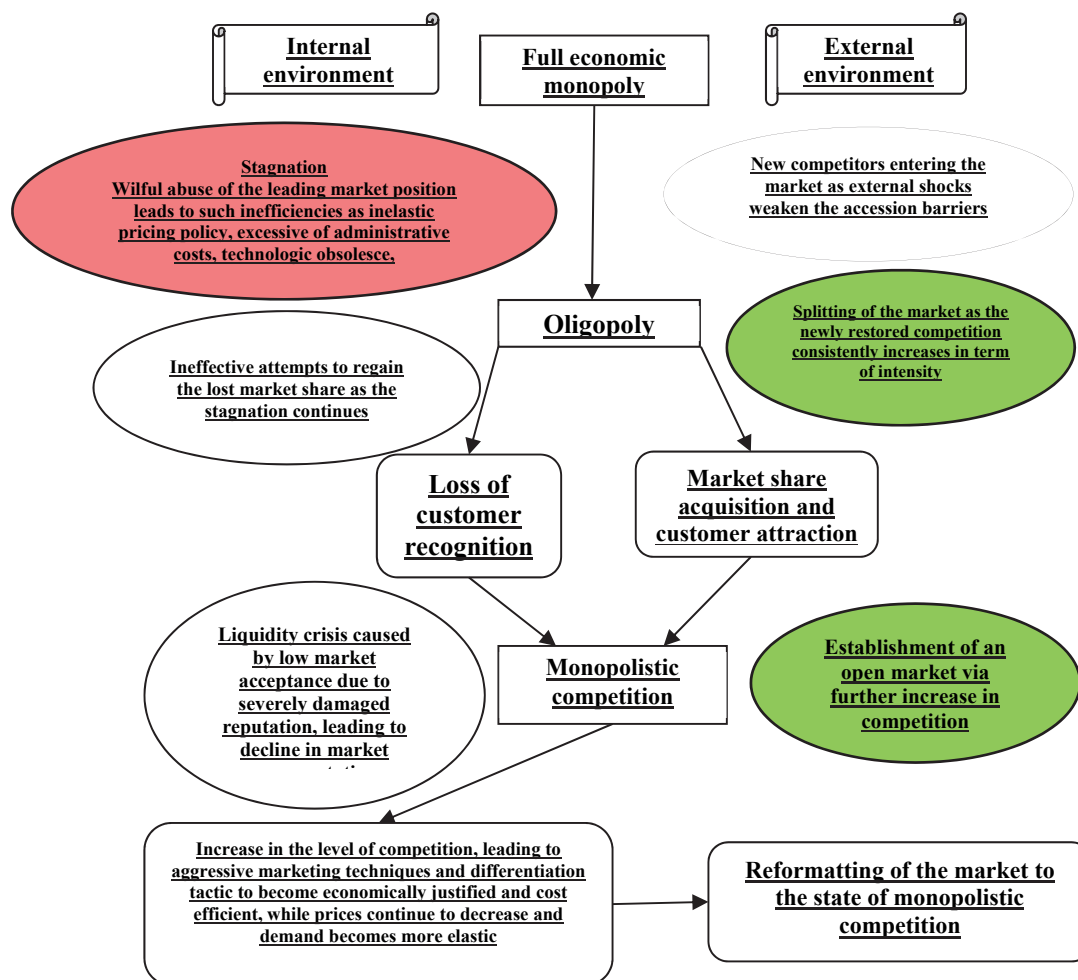 Internal
environment
Full economic
monopoly
External
environment
Stagnation
Wilful abuse of the leading market position
leads to such inefficiencies as inelastic
pricing policy, excessive of administrative
costs, technologic obsolesce,
New competitors entering the
market as external shocks
weaken the accession barriers
Oligopoly
Splitting of the market as the
newly restored competition
consistently increases in term
of intensity
Ineffective attempts to regain
the lost market share as the
stagnation continues
Loss of
customer
recognition
Market share
acquisition and
customer attraction
Liquidity crisis caused
by low market
acceptance due to
severely damaged
reputation, leading to
decline in market
Monopolistic
competition
Establishment of an
open market via
further increase in
competition
Increase in the level of competition, leading to
aggressive marketing techniques and differentiation
tactic to become economically justified and cost
efficient, while prices continue to decrease and
demand becomes more elastic
Reformatting of the market to
the state of monopolistic
competition